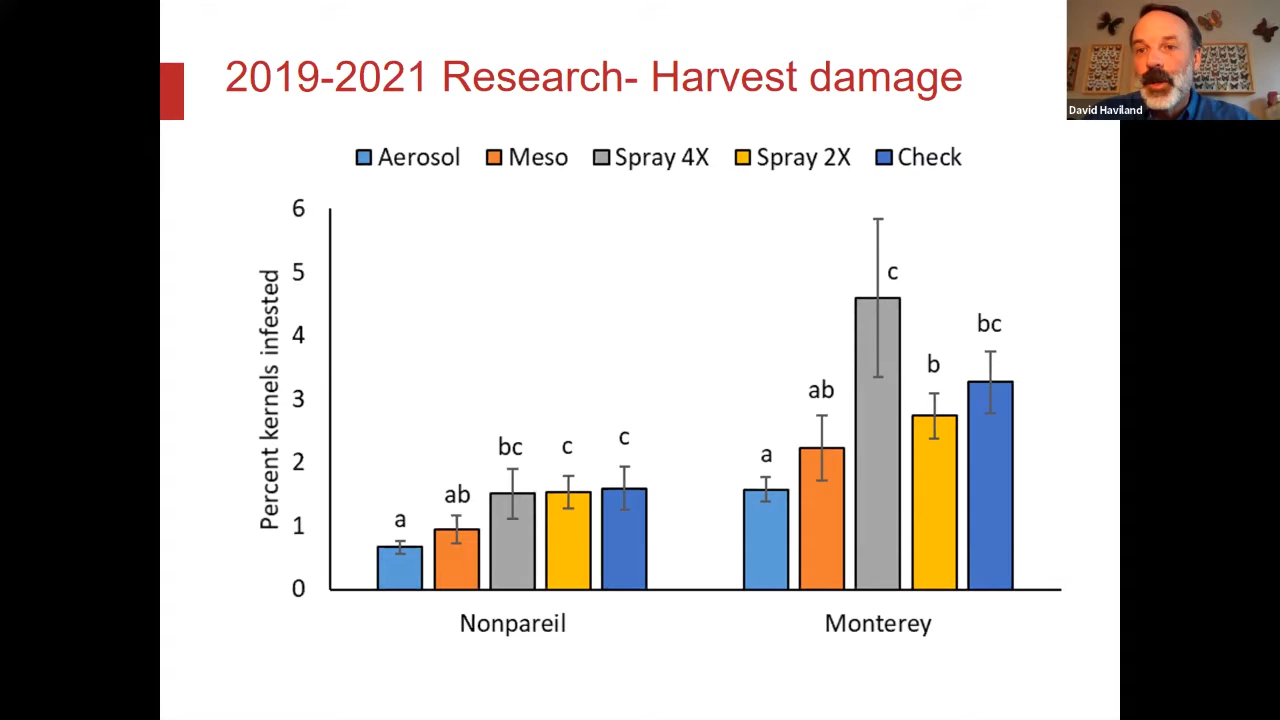 2019-2021 Research- Harvest damage
David Haviland
Aerosol Meso Spray 4X Spray 2X Check
Percent kernels infested
6
5
4
3
2
1
0
a ab bc c c
a ab c b bc
Nonpareil Monterey